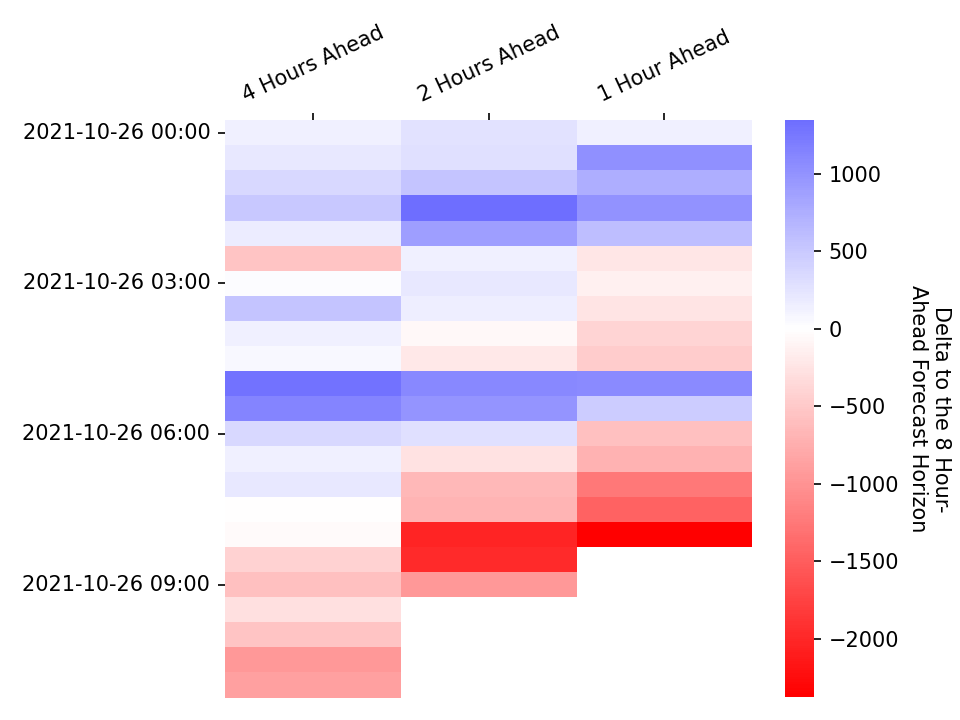 4 Hours Ahead
2 Hours Ahead
1 Hour Ahead
2021-10-26 00:00
2021-10-26 03:00
2021-10-26 06:00
2021-10-26 09:00
1000
500
0
−500
−1000
−1500
−2000
Delta to the 8 Hour-
Ahead Forecast Horizon